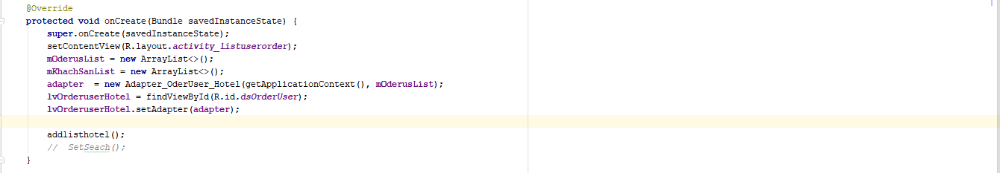 @Override
protected void onCreate(Bundle savedInstanceState) {
super.onCreate(savedInstanceState);
setContentView(R.layout.activity_listuserorder);
mOderusList = new ArrayList<>();
mKhachSanList = new ArrayList<>();
adapter  = new Adapter_OderUser_Hotel(getApplicationContext(), mOderusList);
lvOrderuserHotel = findViewById(R.id.dsOrderUser);
lvOrderuserHotel.setAdapter(adapter);
addlisthotel();
//  SetSeach();
}